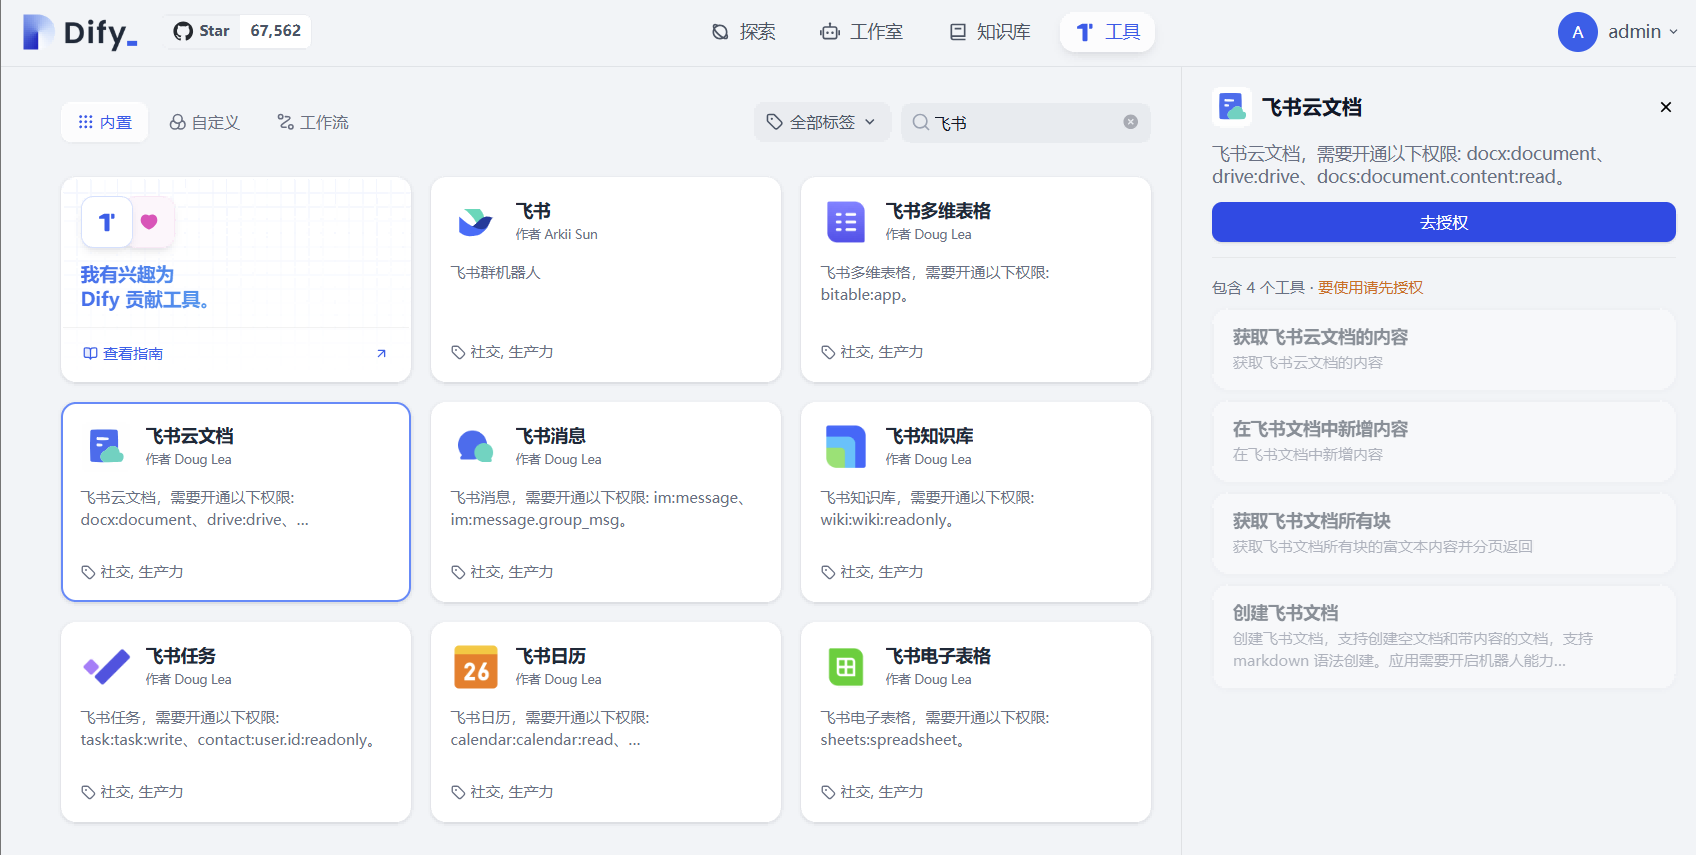 Dify_
Star 67,562
探索
工作室
知识库
工具
A
admin
内置
自定义
工作流
全部标签
飞书
我有兴趣为
Dify 贡献工具。
查看指南
飞书
作者 Arkii Sun
飞书群机器人
社交, 生产力
飞书多维表格
作者 Doug Lea
飞书多维表格，需要开通以下权限:
bitable:app。
社交, 生产力
飞书云文档
作者 Doug Lea
飞书云文档，需要开通以下权限:
docx:document、drive:drive、...
社交, 生产力
飞书消息
作者 Doug Lea
飞书消息，需要开通以下权限: im:message、
im:message.group_msg。
社交, 生产力
飞书知识库
作者 Doug Lea
飞书知识库，需要开通以下权限:
wiki:wiki:readonly。
社交, 生产力
飞书任务
作者 Doug Lea
飞书任务，需要开通以下权限:
task:task:write、contact:user.id:readonly。
社交, 生产力
26
飞书日历
作者 Doug Lea
飞书日历，需要开通以下权限:
calendar:calendar:read、...
社交, 生产力
飞书电子表格
作者 Doug Lea
飞书电子表格，需要开通以下权限:
sheets:spreadsheet。
社交, 生产力
飞书云文档
飞书云文档，需要开通以下权限: docx:document、
drive:drive、docs:document.content:read。
去授权
包含 4 个工具 · 要使用请先授权
获取飞书云文档的内容
获取飞书云文档的内容
在飞书文档中新增内容
在飞书文档中新增内容
获取飞书文档所有块
获取飞书文档所有块的富文本内容并分页返回
创建飞书文档
创建飞书文档，支持创建空文档和带内容的文档，支持
markdown 语法创建。应用需要开启机器人能力...